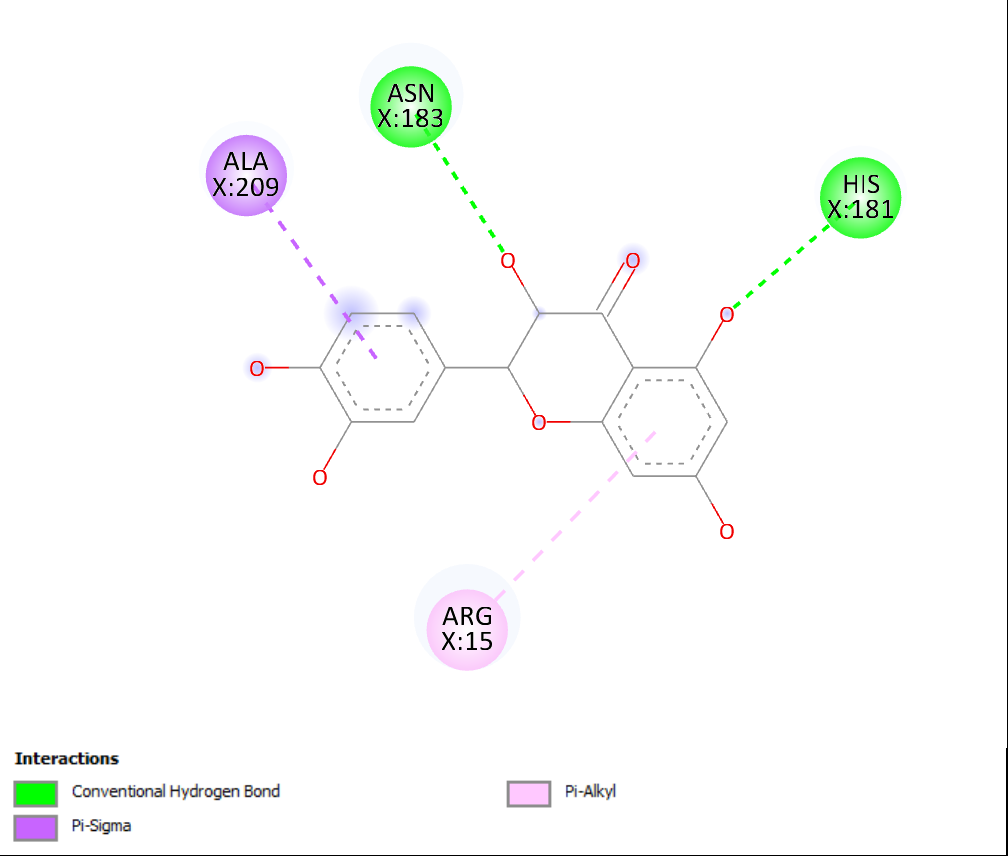 ASN
X:183
ALA
X:209
HIS
X:181
O
O
O
O
O
O
O
ARG
X:15
Interactions
Conventional Hydrogen Bond
Pi-Alkyl
Pi-Sigma